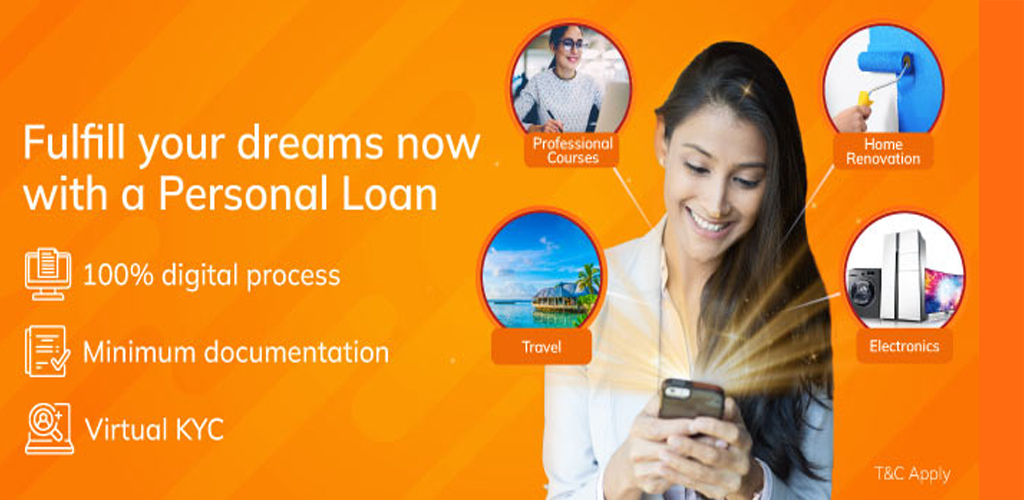 Fulfill your dreams now
with a Personal Loan
100% digital process
Minimum documentation
Virtual KYC
Professional
Courses
Home
Renovation
Travel
Electronics
T&C Apply